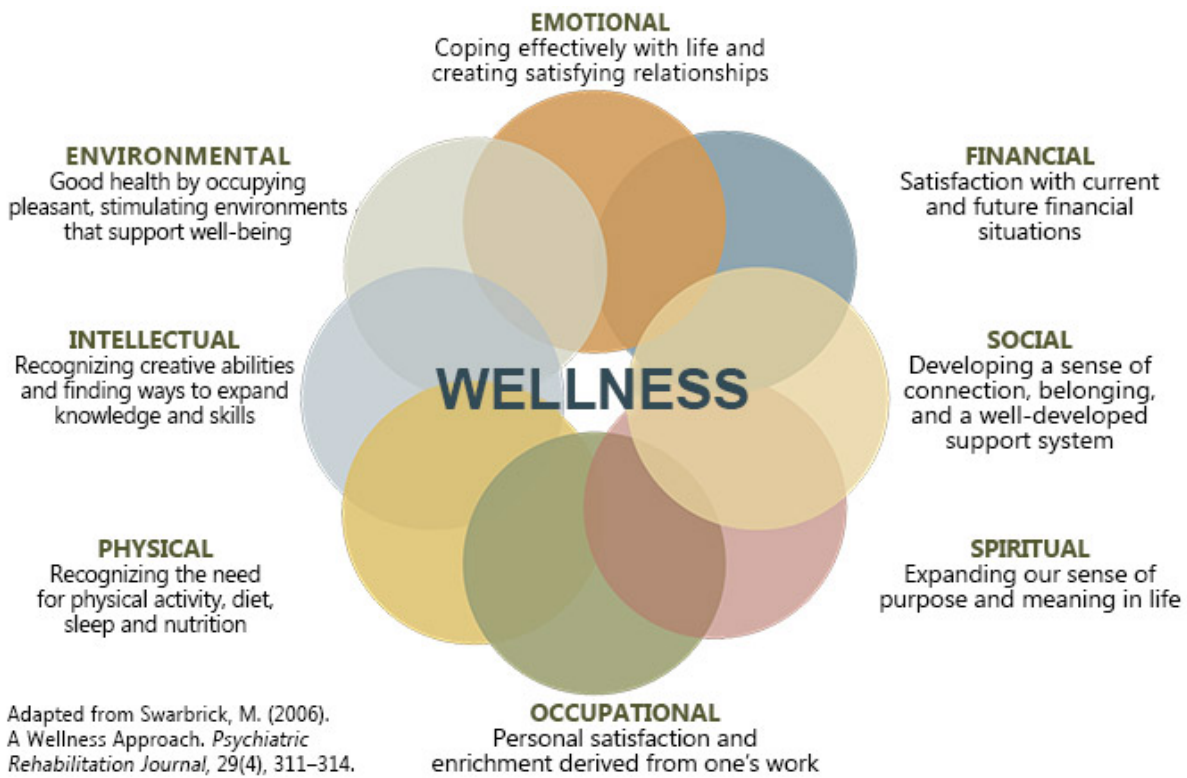 EMOTIONAL
Coping effectively with life and
creating satisfying relationships
ENVIRONMENTAL
Good health by occupying
pleasant, stimulating environments
that support well-being
FINANCIAL
Satisfaction with current
and future financial
situations
INTELLECTUAL
Recognizing creative abilities
and finding ways to expand
knowledge and skills
WELLNESS
SOCIAL
Developing a sense of
connection, belonging,
and a well-developed
support system
PHYSICAL
Recognizing the need
for physical activity, diet,
sleep and nutrition
SPIRITUAL
Expanding our sense of
purpose and meaning in life
OCCUPATIONAL
Personal satisfaction and
enrichment derived from one's work
Adapted from Swarbrick, M. (2006).
A Wellness Approach. Psychiatric
Rehabilitation Journal, 29(4), 311–314.